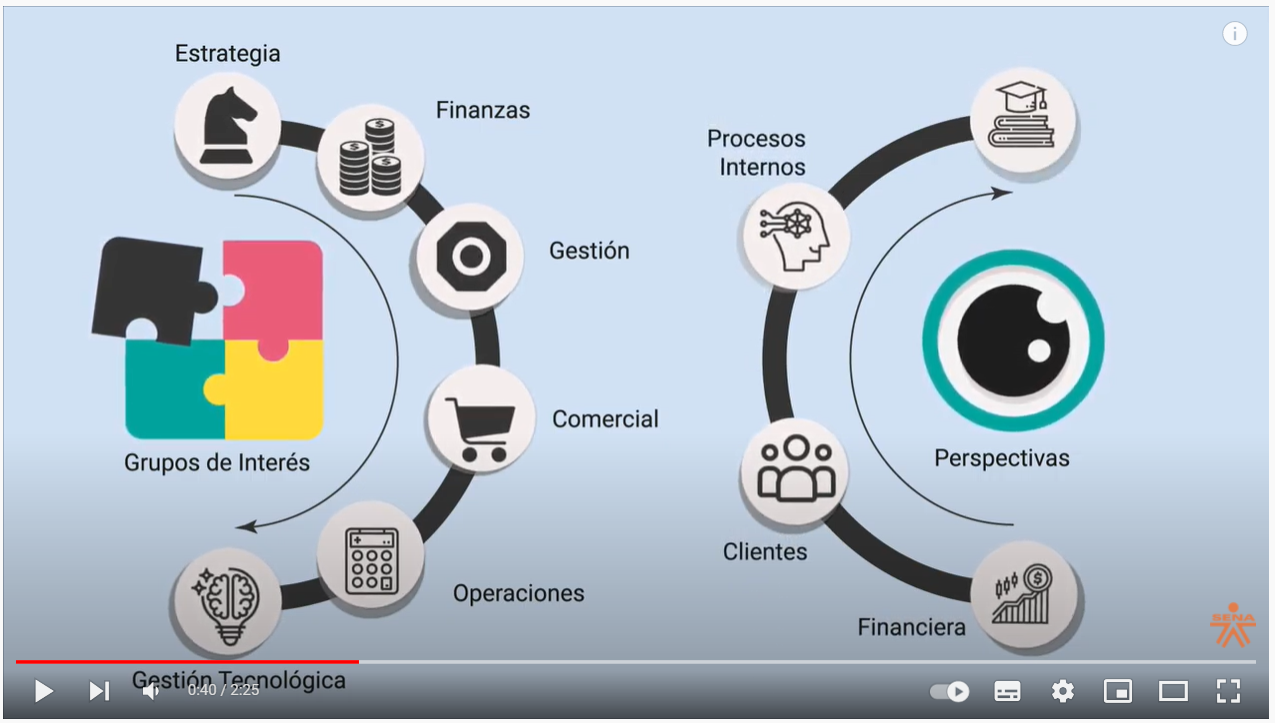 Estrategia
Finanzas
Gestión
Comercial
Operaciones
Gestión Tecnológica
Grupos de Interés
Procesos
Internos
Clientes
Financiera
Perspectivas
SENA
0:40 / 2:25